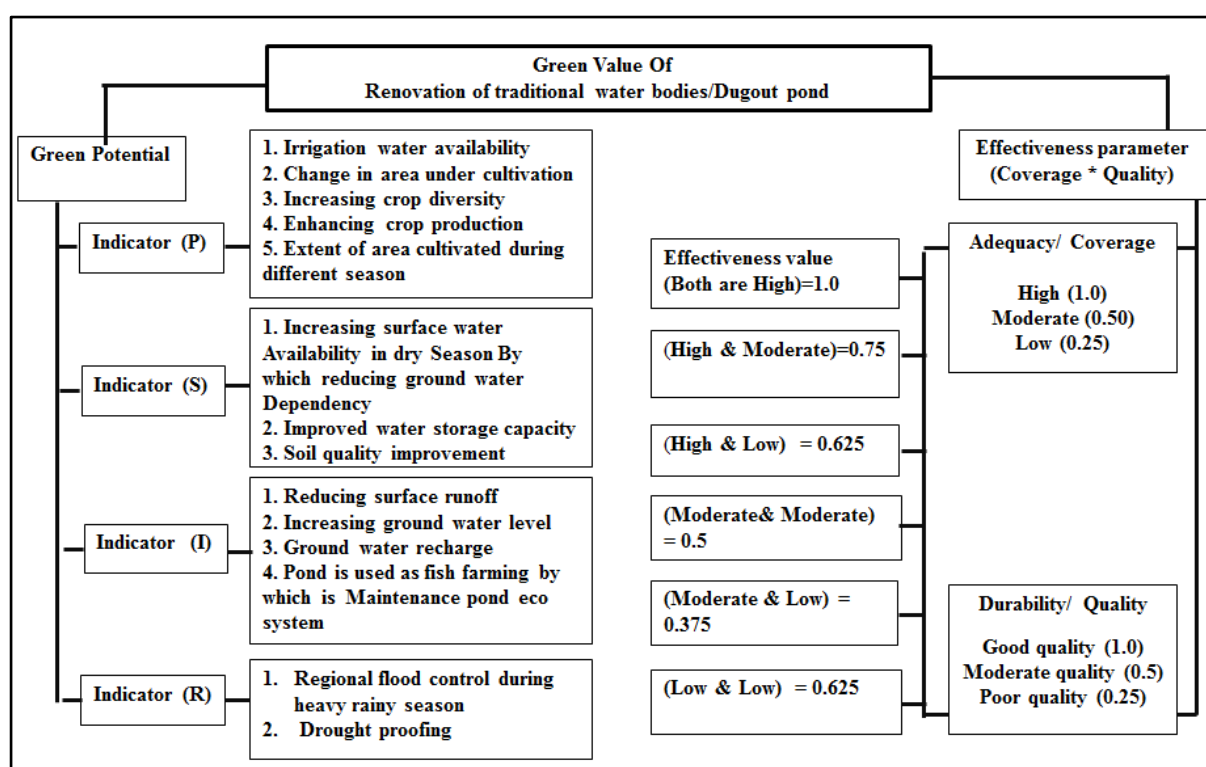 Green Value Of
Renovation of traditional water bodies/Dugout pond
Green Potential
Indicator (P)
1. Irrigation water availability
2. Change in area under cultivation
3. Increasing crop diversity
4. Enhancing crop production
5. Extent of area cultivated during
different season
Indicator (S)
1. Increasing surface water
Availability in dry Season By
which reducing ground water
Dependency
2. Improved water storage capacity
3. Soil quality improvement
Indicator (I)
1. Reducing surface runoff
2. Increasing ground water level
3. Ground water recharge
4. Pond is used as fish farming by
which is Maintenance pond eco
system
Indicator (R)
1. Regional flood control during
heavy rainy season
2. Drought proofing
Effectiveness parameter
(Coverage * Quality)
Adequacy/ Coverage
High (1.0)
Moderate (0.50)
Low (0.25)
Effectiveness value
(Both are High)=1.0
(High & Moderate)=0.75
(High & Low) = 0.625
(Moderate& Moderate)
= 0.5
(Moderate & Low) =
0.375
(Low & Low) = 0.625
Durability/ Quality
Good quality (1.0)
Moderate quality (0.5)
Poor quality (0.25)